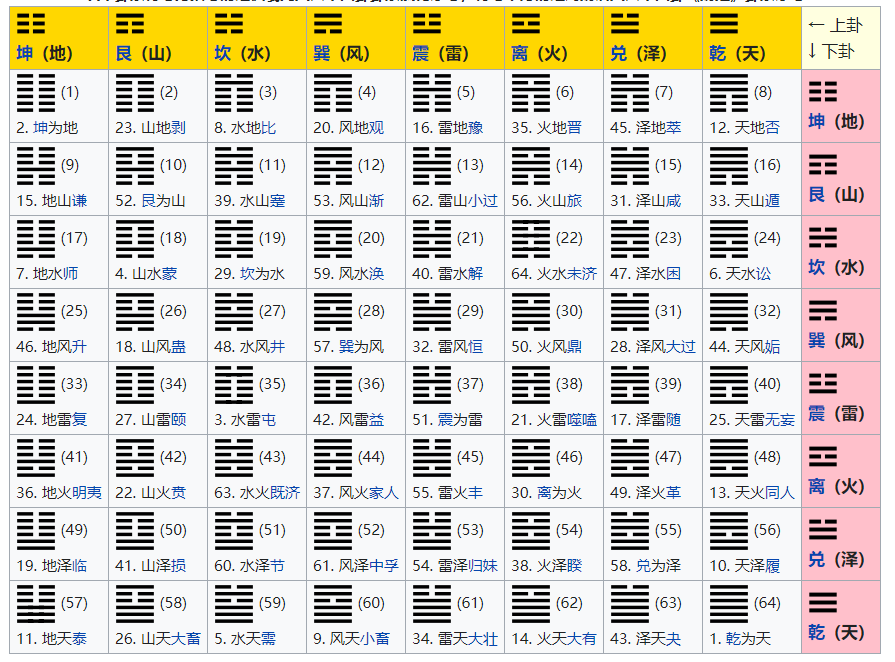 ← 上卦
坤（地） 艮（山） 坎（水） 巽（风） 震（雷） 离（火） 兑（泽） 乾（天） ↓ 下卦
(1) (2) (3) (4) (5) (6) (7) (8)
2. 坤为地 23. 山地剥 8. 水地比 20. 风地观 16. 雷地豫 35. 火地晋 45. 泽地萃 12. 天地否 坤（地）
(9) (10) (11) (12) (13) (14) (15) (16)
15. 地山谦 52. 艮为山 39. 水山蹇 53. 风山渐 62. 雷山小过 56. 火山旅 31. 泽山咸 33. 天山遁 艮（山）
(17) (18) (19) (20) (21) (22) (23) (24)
7. 地水师 4. 山水蒙 29. 坎为水 59. 风水涣 40. 雷水解 64. 火水未济 47. 泽水困 6. 天水讼 坎（水）
(25) (26) (27) (28) (29) (30) (31) (32)
46. 地风升 18. 山风蛊 48. 水风井 57. 巽为风 32. 雷风恒 50. 火风鼎 28. 泽风大过 44. 天风姤 巽（风）
(33) (34) (35) (36) (37) (38) (39) (40)
24. 地雷复 27. 山雷颐 3. 水雷屯 42. 风雷益 51. 震为雷 21. 火雷噬嗑 17. 泽雷随 25. 天雷无妄 震（雷）
(41) (42) (43) (44) (45) (46) (47) (48)
36. 地火明夷 22. 山火贲 63. 水火既济 37. 风火家人 55. 雷火丰 30. 离为火 49. 泽火革 13. 天火同人 离（火）
(49) (50) (51) (52) (53) (54) (55) (56)
19. 地泽临 41. 山泽损 60. 水泽节 61. 风泽中孚 54. 雷泽归妹 38. 火泽睽 58. 兑为泽 10. 天泽履 兑（泽）
(57) (58) (59) (60) (61) (62) (63) (64)
11. 地天泰 26. 山天大畜 5. 水天需 9. 风天小畜 34. 雷天大壮 14. 火天大有 43. 泽天夬 1. 乾为天 乾（天）